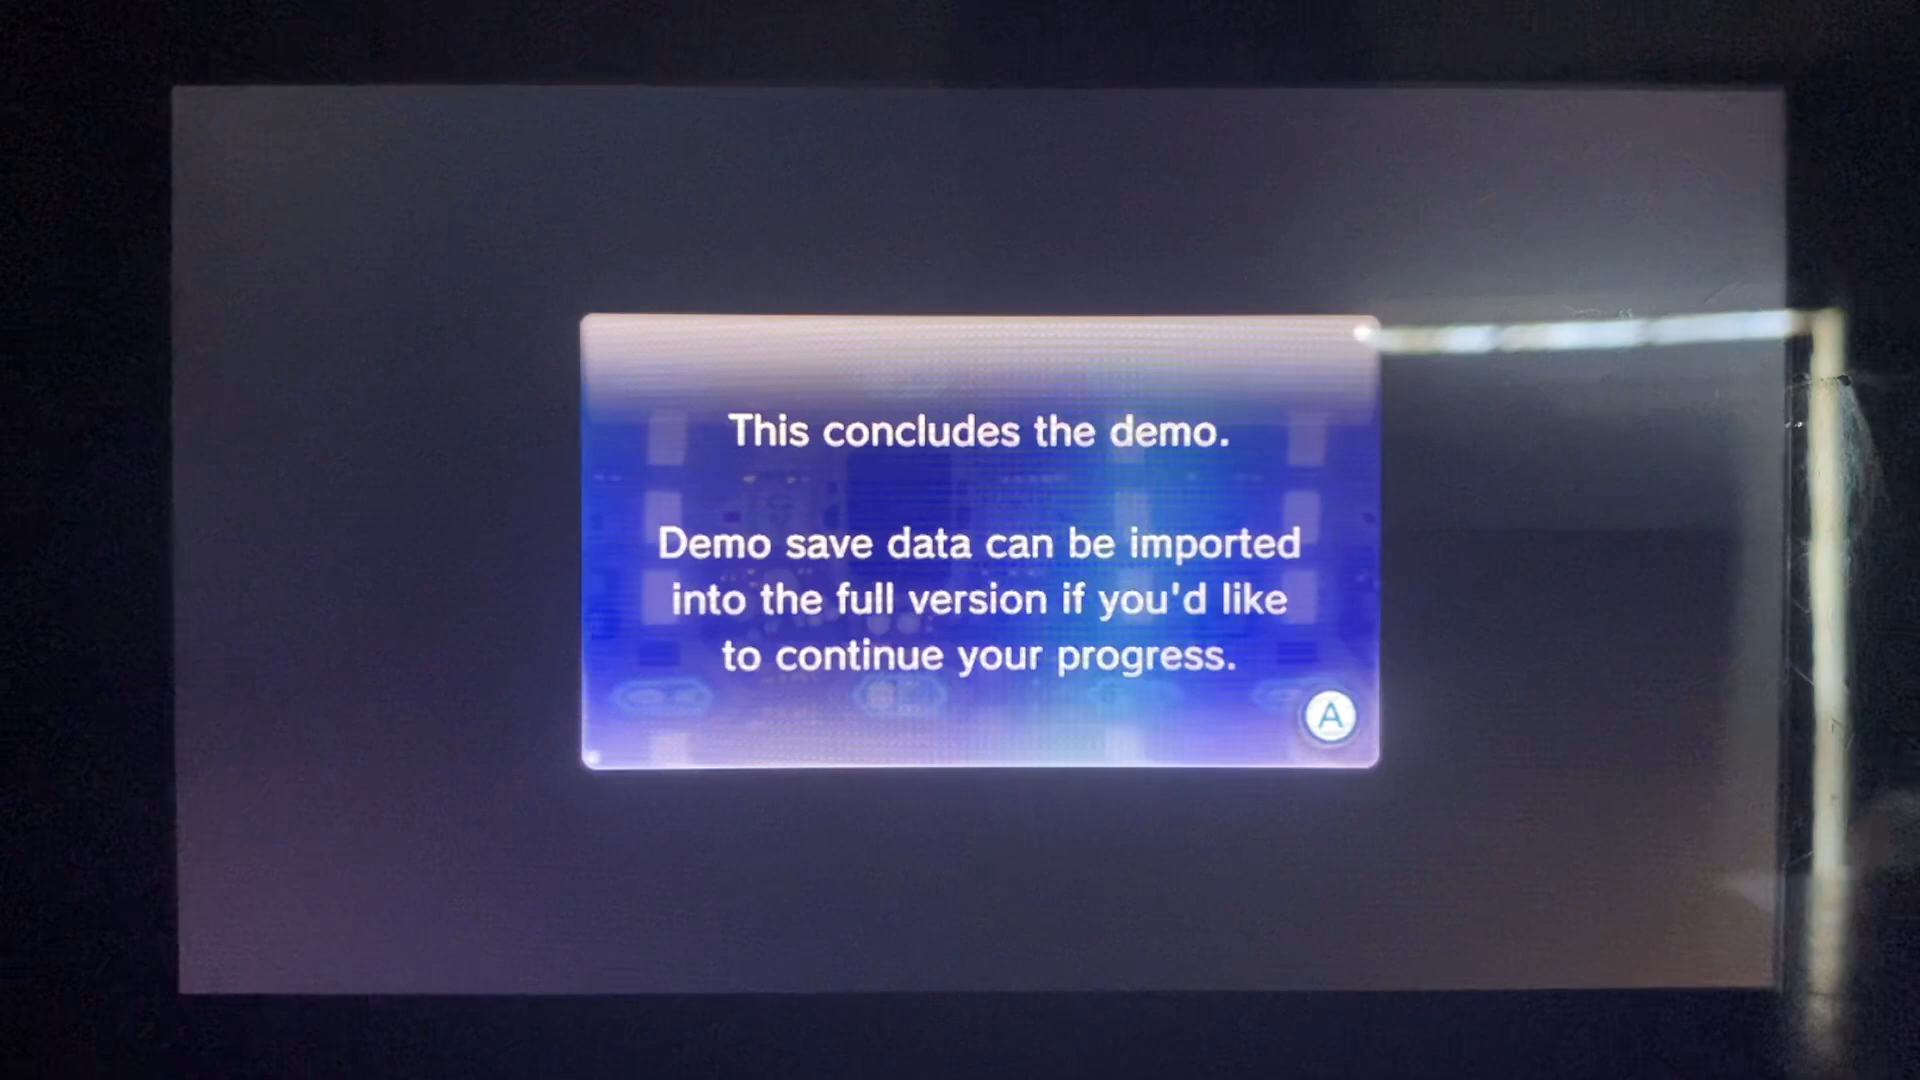 This concludes the demo.
Demo save data can be imported
into the full version if you'd like
to continue your progress.
A